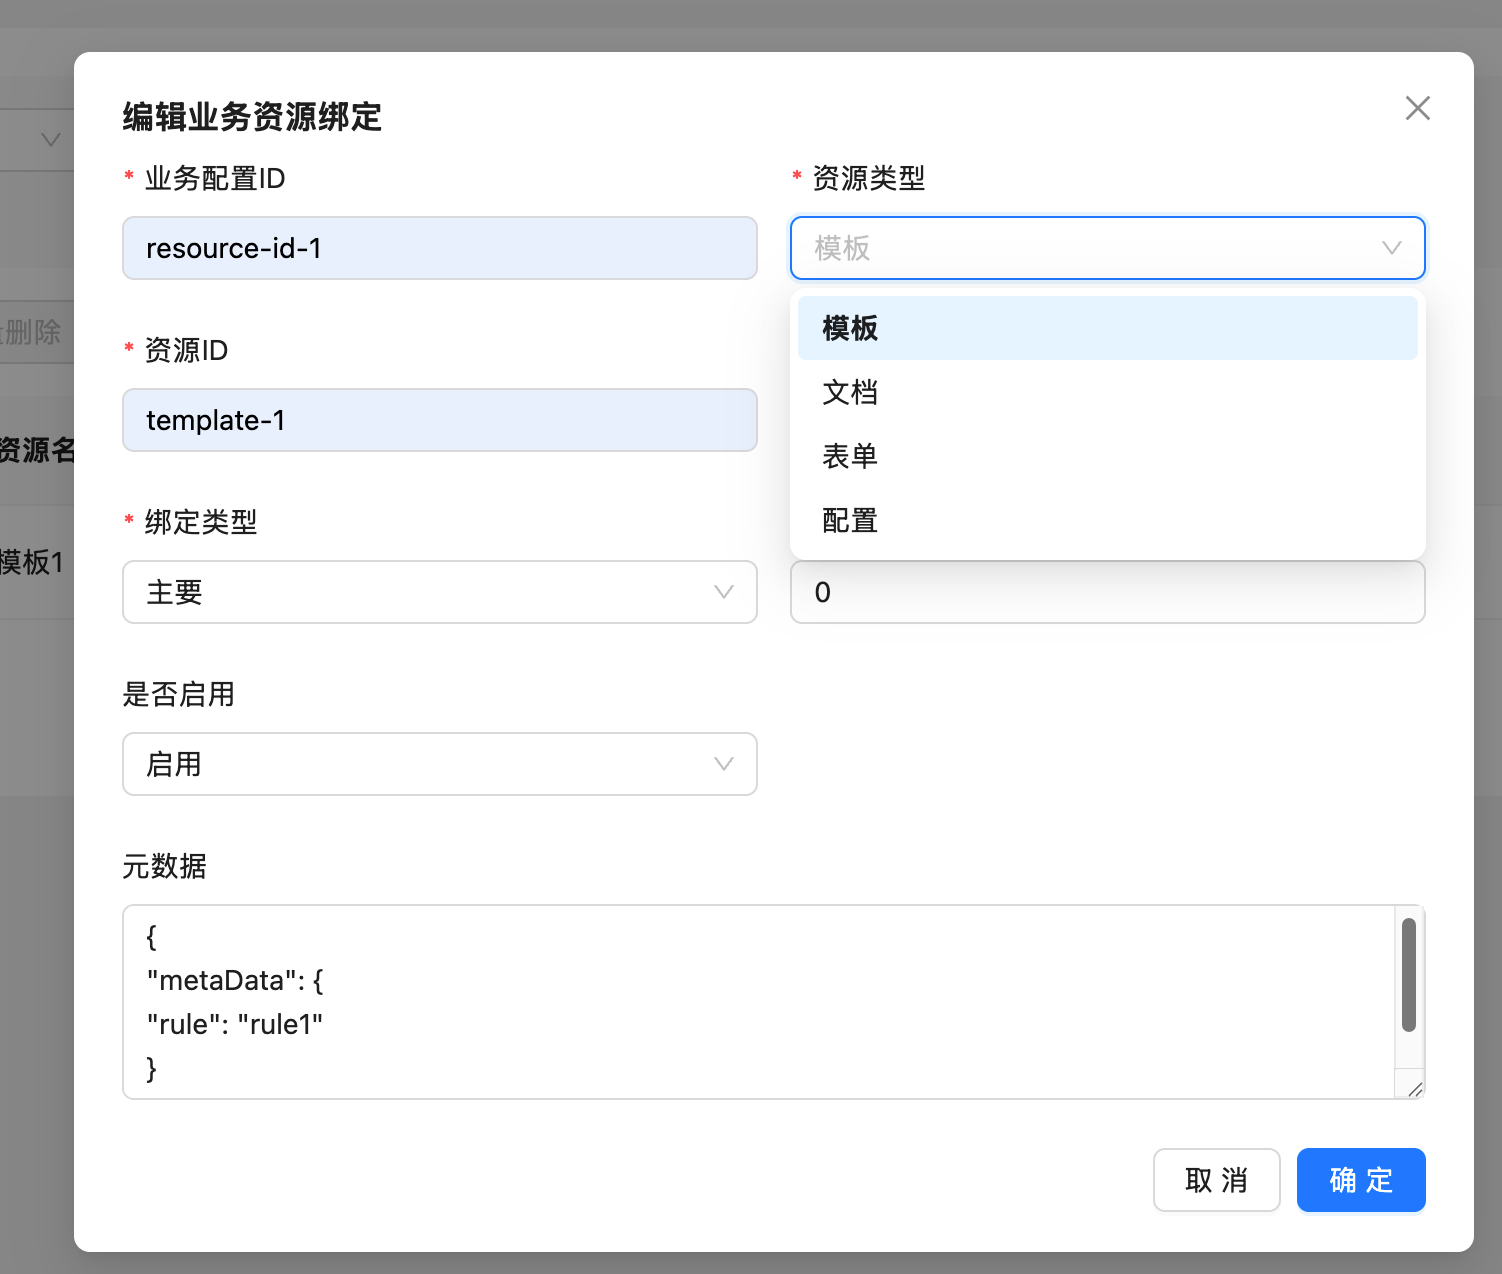 编辑业务资源绑定
* 业务配置ID
resource-id-1
* 资源类型
模板
模板
文档
表单
配置
* 资源ID
template-1
* 绑定类型
主要
0
是否启用
启用
元数据
{
"metaData": {
"rule": "rule1"
}
取 消
确 定
删除
资源名
模板1